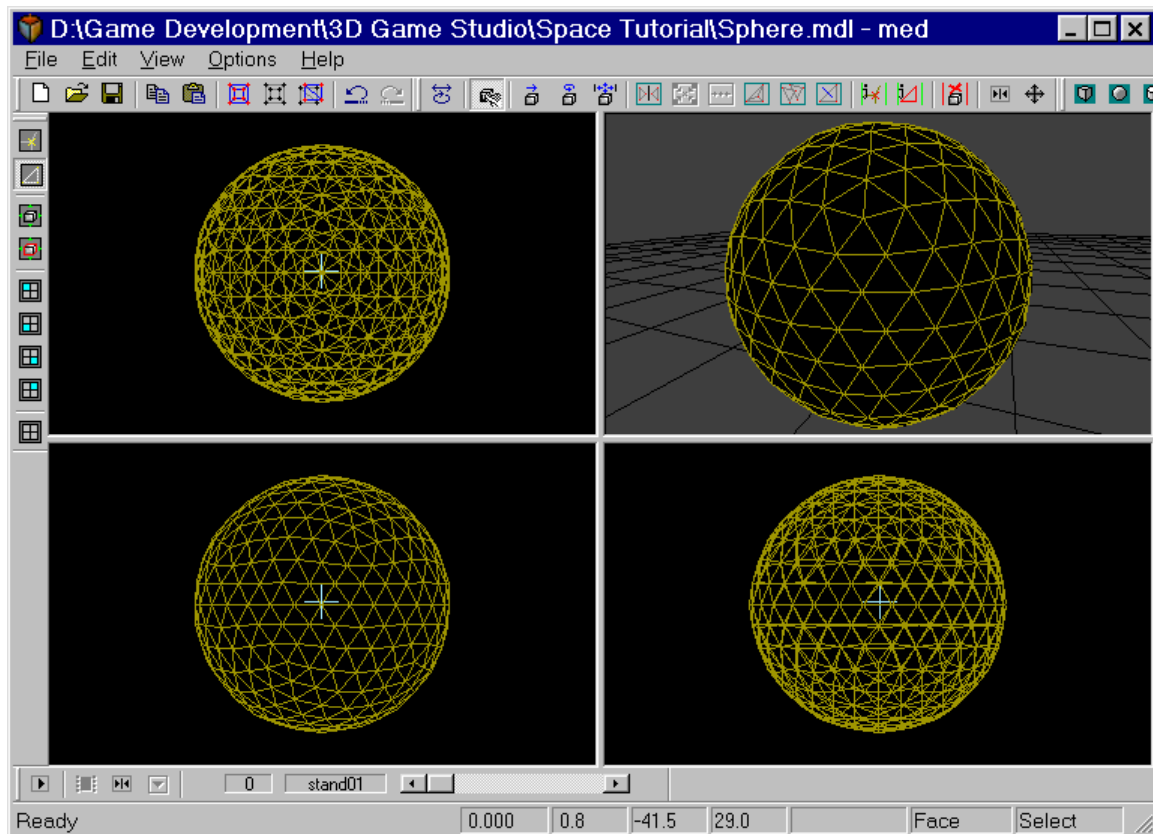 D:\Game Development\3D Game Studio\Space Tutorial\Sphere.mdl - med
File Edit View Options Help
0 stand01
Ready 0.000 0.8 -41.5 29.0 Face Select